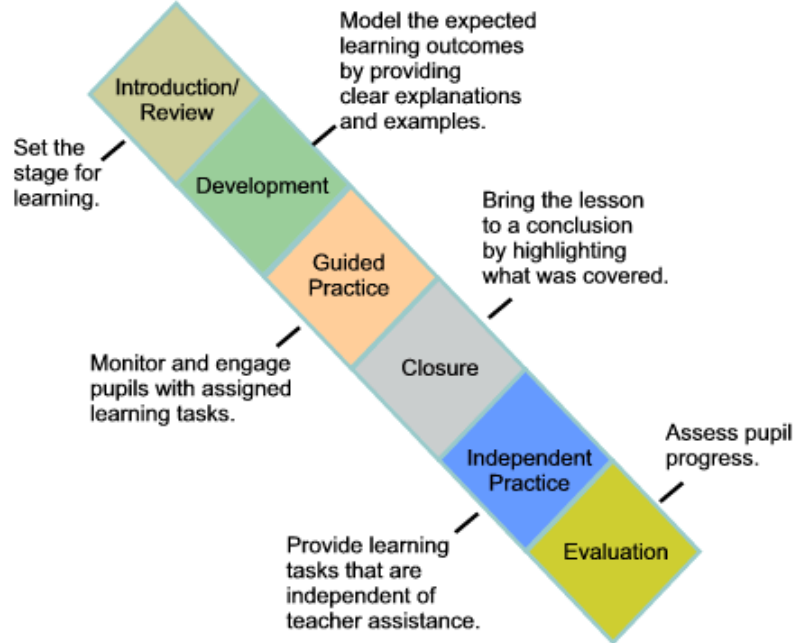 Introduction/
Review
Set the
stage for
learning.
Model the expected
learning outcomes
by providing
clear explanations
and examples.
Development
Guided
Practice
Monitor and engage
pupils with assigned
learning tasks.
Bring the lesson
to a conclusion
by highlighting
what was covered.
Closure
Independent
Practice
Provide learning
tasks that are
independent of
teacher assistance.
Assess pupil
progress.
Evaluation